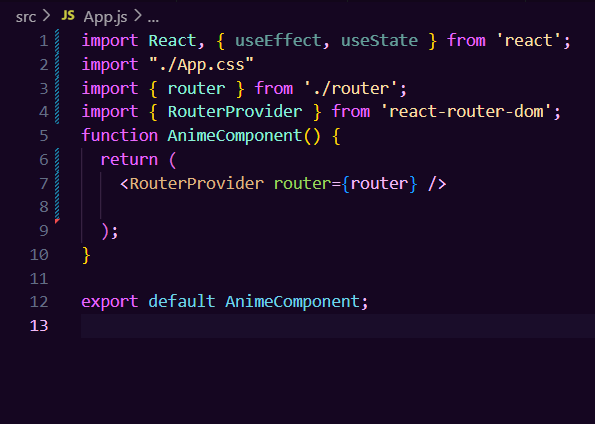 src > JS App.js > ...
1 import React, { useEffect, useState } from 'react';
2 import "./App.css"
3 import { router } from './router';
4 import { RouterProvider } from 'react-router-dom';
5 function AnimeComponent() {
6 return (
7 <RouterProvider router={router} />
8
9 );
10 }
11
12 export default AnimeComponent;
13